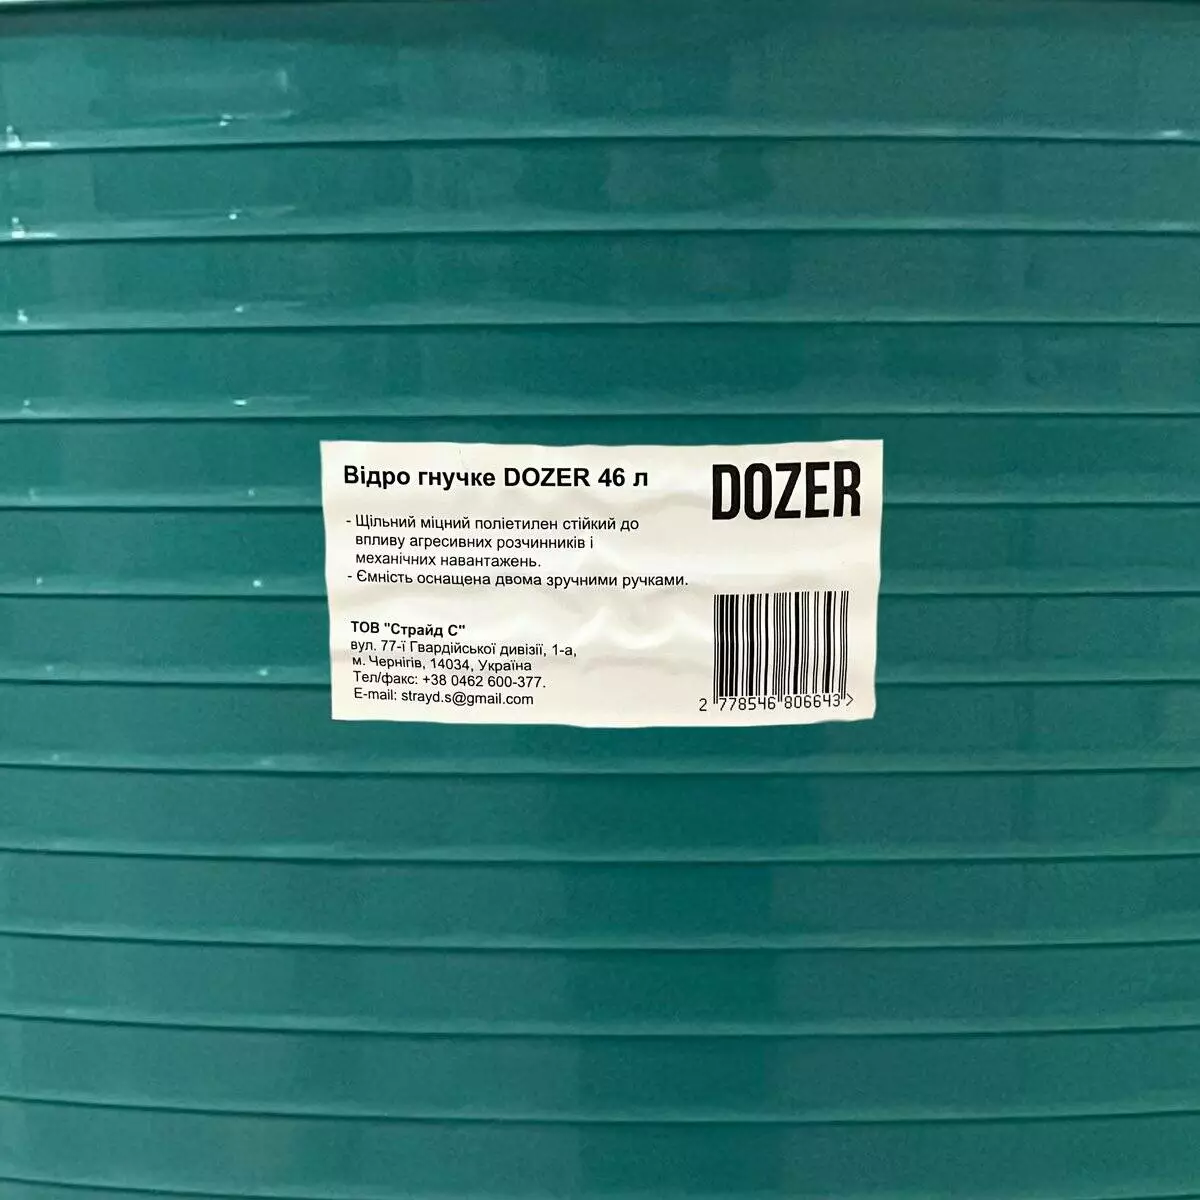 Відро гнучке DOZER 46 л
DOZER
- Щільний міцний поліетилен стійкий до
впливу агресивних розчинників і
механічних навантажень.
- Ємність оснащена двома зручними ручками.
ТОВ "Страйд С"
вул. 77-ї Гвардійської дивізії, 1-а,
м. Чернігів, 14034, Україна
Тел/факс: +38 0462 600-377.
E-mail: strayd.s@gmail.com
2 778546 806643 >